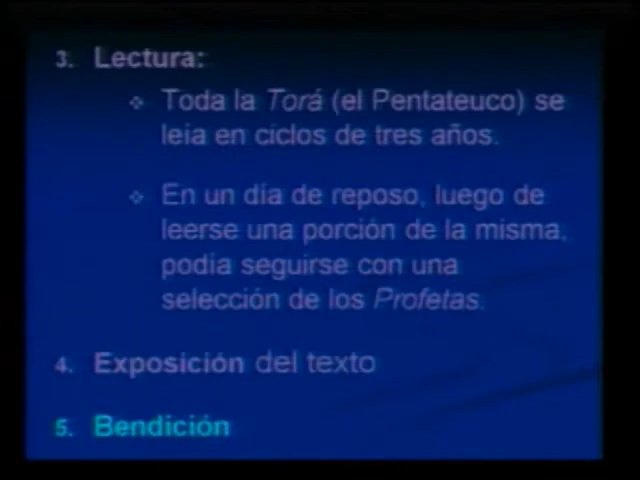 3. Lectura:
❖ Toda la Torá (el Pentateuco) se
leía en ciclos de tres años.
❖ En un día de reposo, luego de
leerse una porción de la misma,
podía seguirse con una
selección de los Profetas.
4. Exposición del texto
5. Bendición